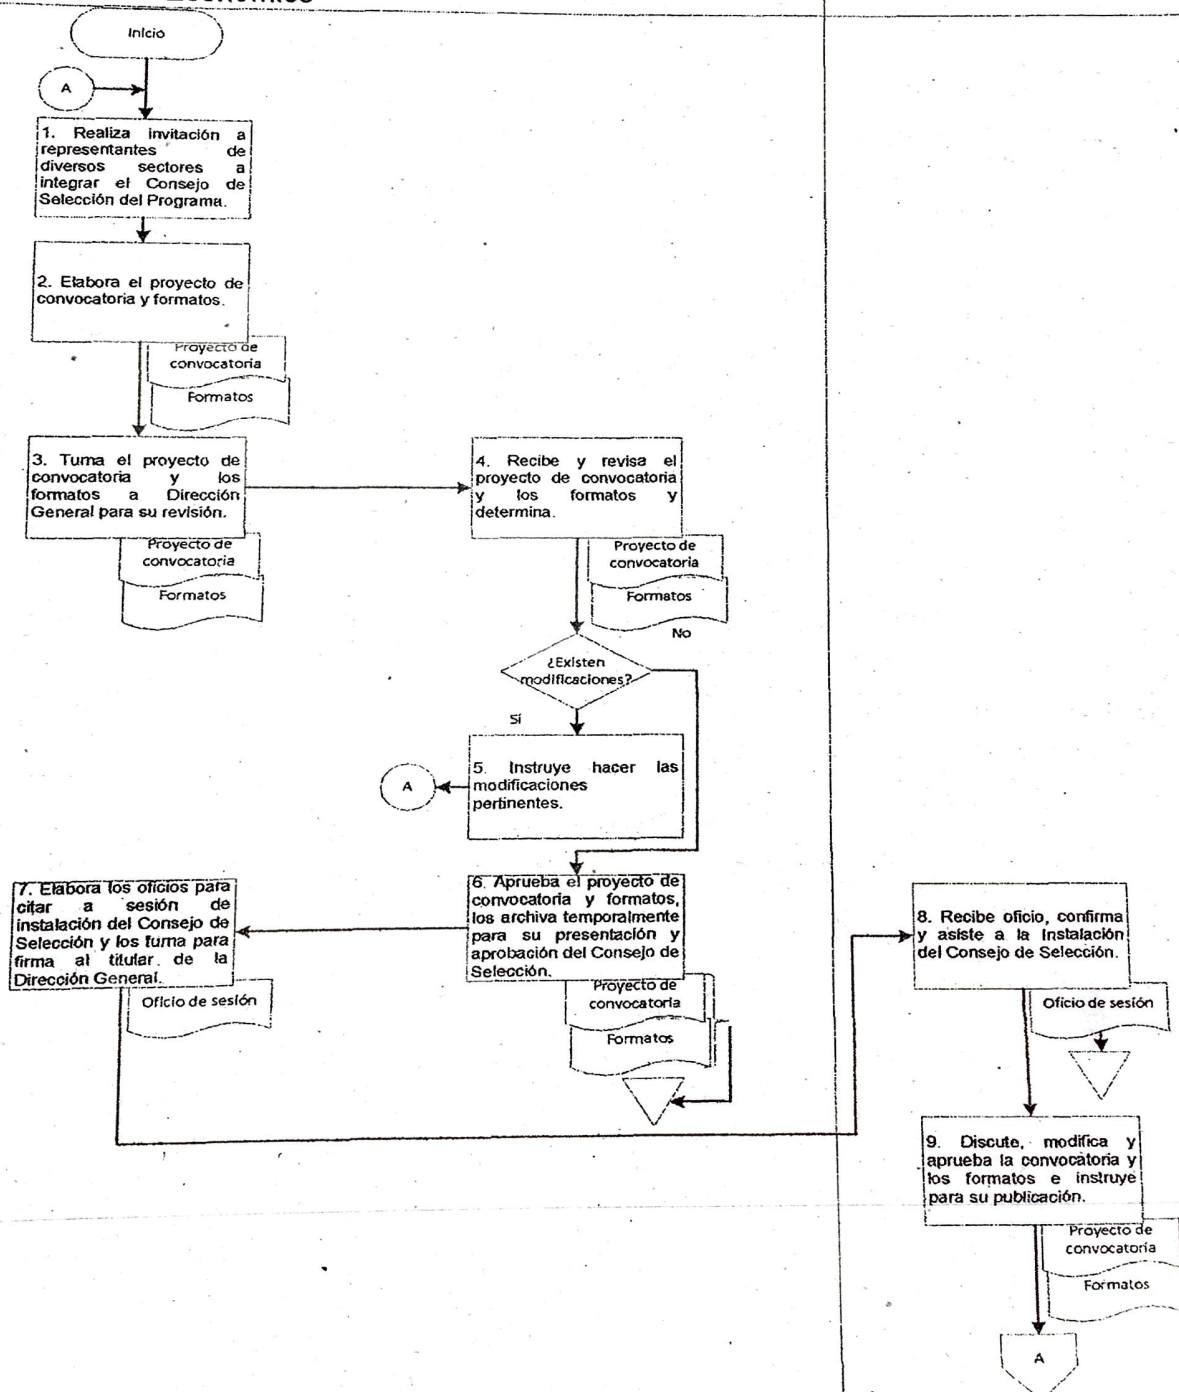 Inicio
A
1. Realiza invitación a
representantes de
diversos sectores a
integrar el Consejo de
Selección del Programa.
2. Elabora el proyecto de
convocatoria y formatos.
Proyecto de
convocatoria
Formatos
3. Turna el proyecto de
convocatoria y los
formatos a Dirección
General para su revisión.
Proyecto de
convocatoria
Formatos
4. Recibe y revisa el
proyecto de convocatoria
y los formatos y
determina.
Proyecto de
convocatoria
Formatos
No
¿Existen
modificaciones?
Sí
5. Instruye hacer las
modificaciones
pertinentes.
A
6. Aprueba el proyecto de
convocatoria y formatos,
los archiva temporalmente
para su presentación y
aprobación del Consejo de
Selección.
Proyecto de
convocatoria
Formatos
7. Elabora los oficios para
citar a sesión de
instalación del Consejo de
Selección y los turna para
firma al titular de la
Dirección General.
Oficio de sesión
8. Recibe oficio, confirma
y asiste a la Instalación
del Consejo de Selección.
Oficio de sesión
9. Discute, modifica y
aprueba la convocatoria y
los formatos e instruye
para su publicación.
Proyecto de
convocatoria
Formatos
A